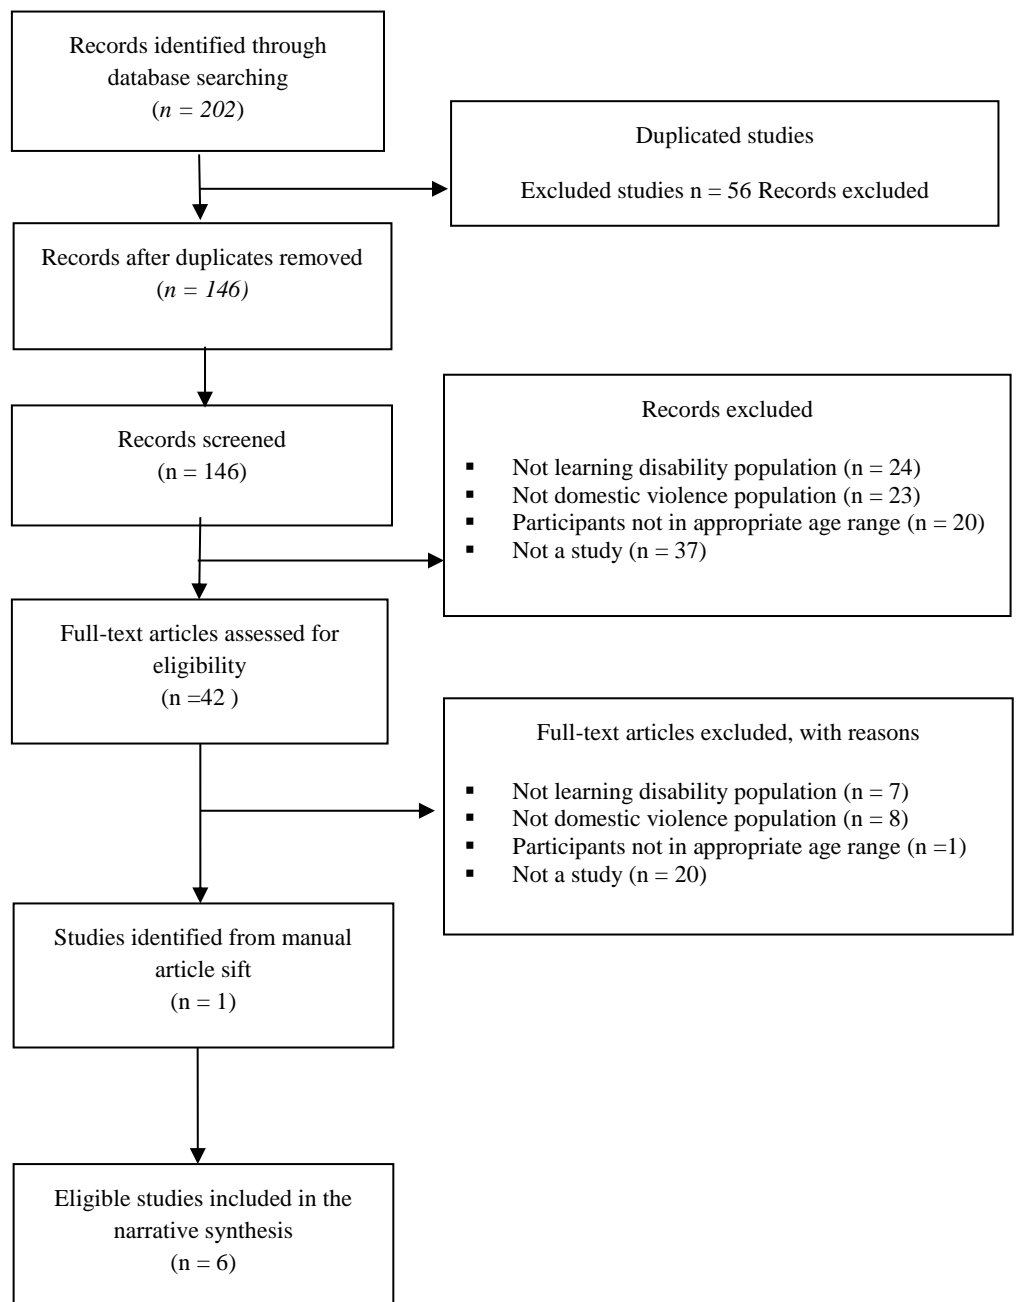 Records identified through
database searching
(n = 202)
Duplicated studies
Excluded studies n = 56 Records excluded
Records after duplicates removed
(n = 146)
Records screened
(n = 146)
Records excluded
▪ Not learning disability population (n = 24)
▪ Not domestic violence population (n = 23)
▪ Participants not in appropriate age range (n = 20)
▪ Not a study (n = 37)
Full-text articles assessed for
eligibility
(n =42 )
Full-text articles excluded, with reasons
▪ Not learning disability population (n = 7)
▪ Not domestic violence population (n = 8)
▪ Participants not in appropriate age range (n =1)
▪ Not a study (n = 20)
Studies identified from manual
article sift
(n = 1)
Eligible studies included in the
narrative synthesis
(n = 6)